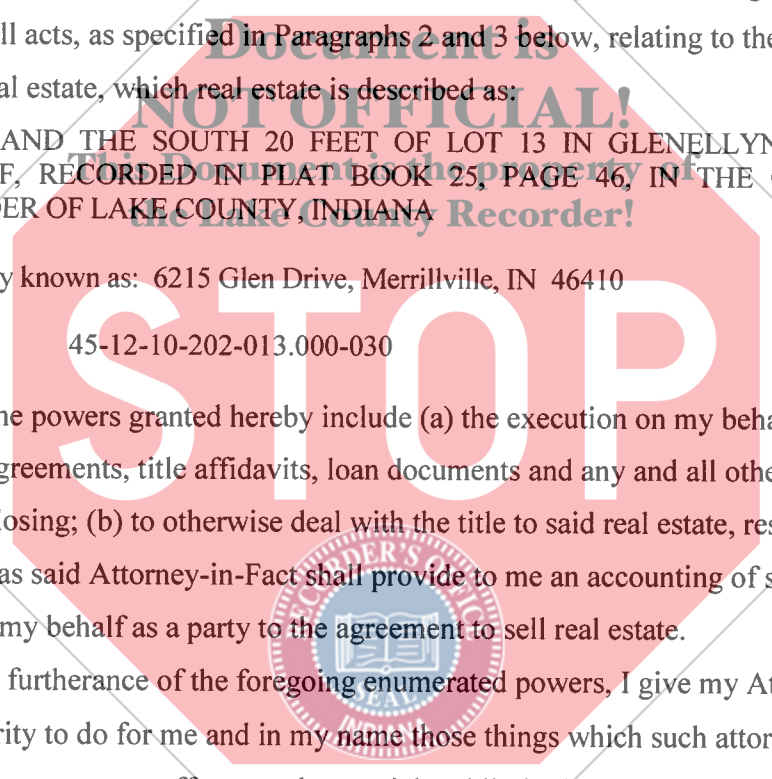 ll acts, as specified in Paragraphs 2 and 3 below, relating to the
Document is
al estate, which real estate is described as:
NOT OFFICIAL!
AND THE SOUTH 20 FEET OF LOT 13 IN GLENELLYN
This Document is the property of
F, RECORDED IN PLAT BOOK 25, PAGE 46, IN THE
the Lake County Recorder!
DER OF LAKE COUNTY, INDIANA
y known as: 6215 Glen Drive, Merrillville, IN 46410
STOP
45-12-10-202-013.000-030
he powers granted hereby include (a) the execution on my beha
greements, title affidavits, loan documents and any and all othe
losing; (b) to otherwise deal with the title to said real estate, res
as said Attorney-in-Fact shall provide to me an accounting of s
my behalf as a party to the agreement to sell real estate.
RECORDER'S OFFICE
SEAL
INDIANA
furtherance of the foregoing enumerated powers, I give my At
rity to do for me and in my name those things which such attor